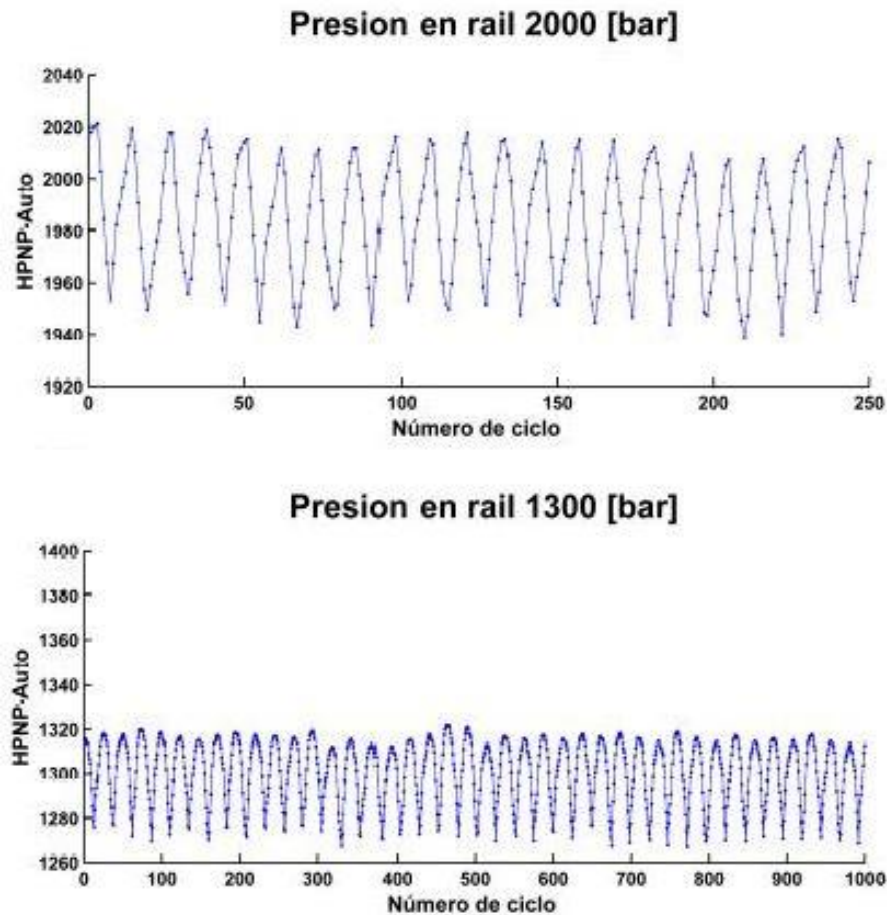 Presion en rail 2000 [bar]
2040
2020
2000
1980
1960
1940
1920
HPNP-Auto
0 50 100 150 200 250
Número de ciclo
Presion en rail 1300 [bar]
1400
1380
1360
1340
1320
1300
1280
1260
HPNP-Auto
0 100 200 300 400 500 600 700 800 900 1000
Número de ciclo